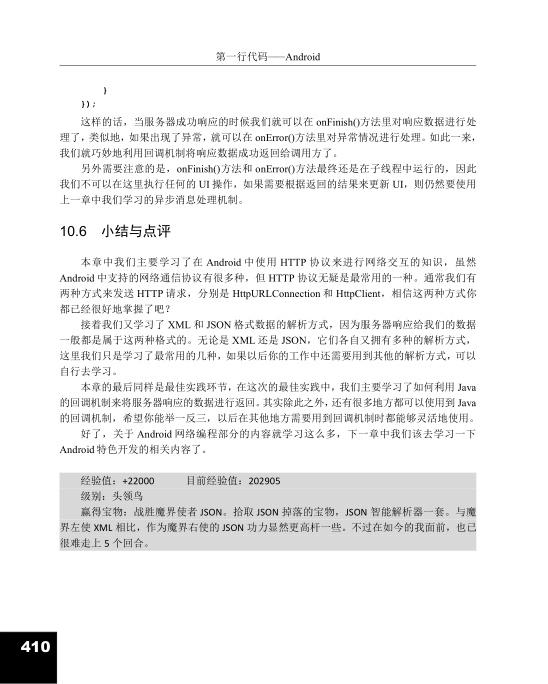 第一行代码——Android
}
});
这样的话，当服务器成功响应的时候我们就可以在 onFinish()方法里对响应数据进行处
理了，类似地，如果出现了异常，就可以在 onError()方法里对异常情况进行处理。如此一来，
我们就巧妙地利用回调机制将响应数据成功返回给调用方了。
另外需要注意的是，onFinish()方法和 onError()方法最终还是在子线程中运行的，因此
我们不可以在这里执行任何的 UI 操作，如果需要根据返回的结果来更新 UI，则仍然要使用
上一章中我们学习的异步消息处理机制。
10.6 小结与点评
本章中我们主要学习了在 Android 中使用 HTTP 协议来进行网络交互的知识，虽然
Android 中支持的网络通信协议有很多种，但 HTTP 协议无疑是最常用的一种。通常我们有
两种方式来发送 HTTP 请求，分别是 HttpURLConnection 和 HttpClient，相信这两种方式你
都已经很好地掌握了吧？
接着我们又学习了 XML 和 JSON 格式数据的解析方式，因为服务器响应给我们的数据
一般都是属于这两种格式的。无论是 XML 还是 JSON，它们各自又拥有多种的解析方式，
这里我们只是学习了最常用的几种，如果以后你的工作中还需要用到其他的解析方式，可以
自行去学习。
本章的最后同样是最佳实践环节，在这次的最佳实践中，我们主要学习了如何利用 Java
的回调机制来将服务器响应的数据进行返回。其实除此之外，还有很多地方都可以使用到 Java
的回调机制，希望你能举一反三，以后在其他地方需要用到回调机制时都能够灵活地使用。
好了，关于 Android 网络编程部分的内容就学习这么多，下一章中我们该去学习一下
Android 特色开发的相关内容了。
经验值：+22000 目前经验值：202905
级别：头领鸟
赢得宝物：战胜魔界使者 JSON。拾取 JSON 掉落的宝物，JSON 智能解析器一套。与魔
界左使 XML 相比，作为魔界右使的 JSON 功力显然更高杆一些。不过在如今的我面前，也已
很难走上 5 个回合。
410